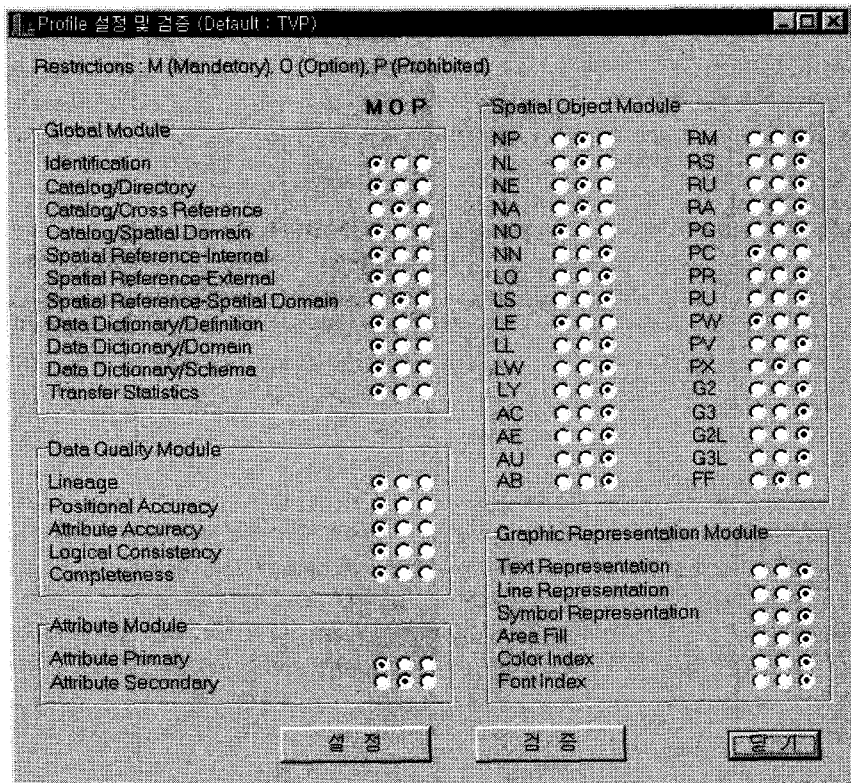 Profile 설정 및 검증 (Default : TVP)
Restrictions : M (Mandatory), O (Option), P (Prohibited)
M O P
Global Module
Identification
Catalog/Directory
Catalog/Cross Reference
Catalog/Spatial Domain
Spatial Reference-Internal
Spatial Reference-External
Spatial Reference-Spatial Domain
Data Dictionary/Definition
Data Dictionary/Domain
Data Dictionary/Schema
Transfer Statistics
Data Quality Module
Lineage
Positional Accuracy
Attribute Accuracy
Logical Consistency
Completeness
Attribute Module
Attribute Primary
Attribute Secondary
Spatial Object Module
NP RM
NL RS
NE RU
NA RA
NO PG
NN PC
LQ PR
LS PU
LE PW
LL PV
LW PX
LY G2
AC G3
AE G2L
AU G3L
AB FF
Graphic Representation Module
Text Representation
Line Representation
Symbol Representation
Area Fill
Color Index
Font Index
설 정
검 증
닫 기